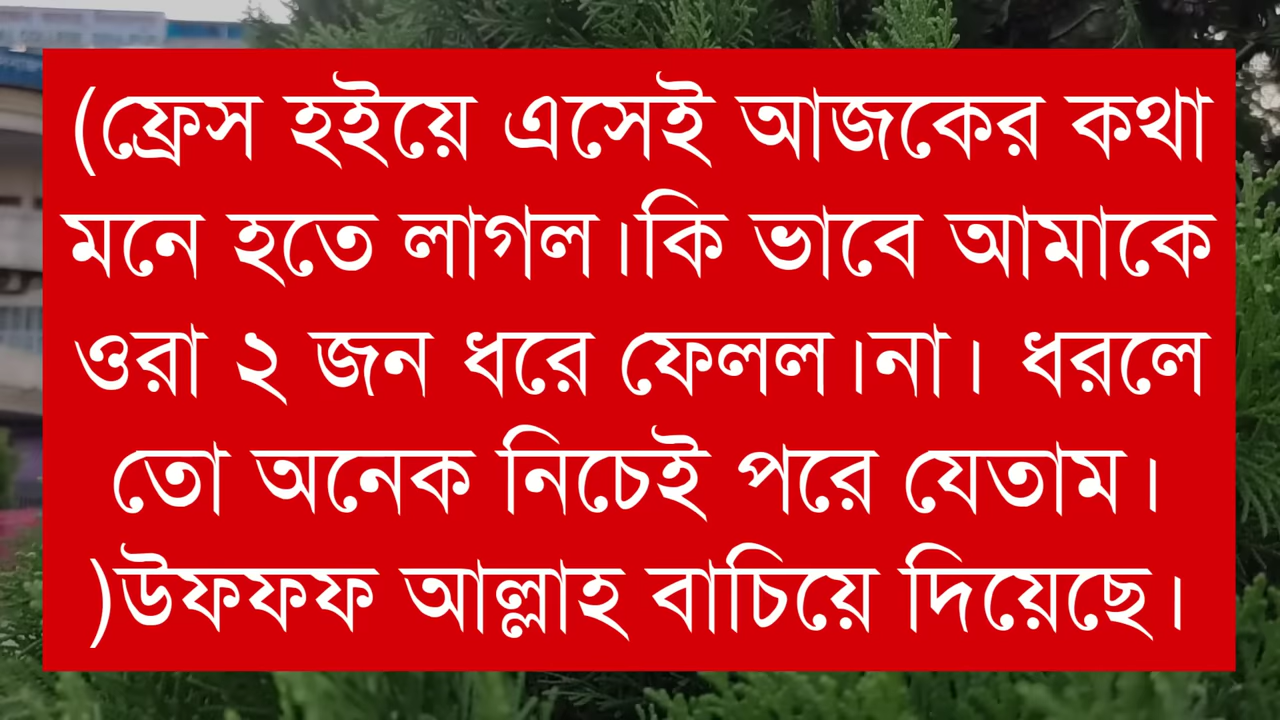 (ফ্রেস হইয়ে এসেই আজকের কথা
মনে হতে লাগল।কি ভাবে আমাকে
ওরা ২ জন ধরে ফেলল।না। ধরলে
তো অনেক নিচেই পরে যেতাম।
)উফফফ আল্লাহ বাচিয়ে দিয়েছে।